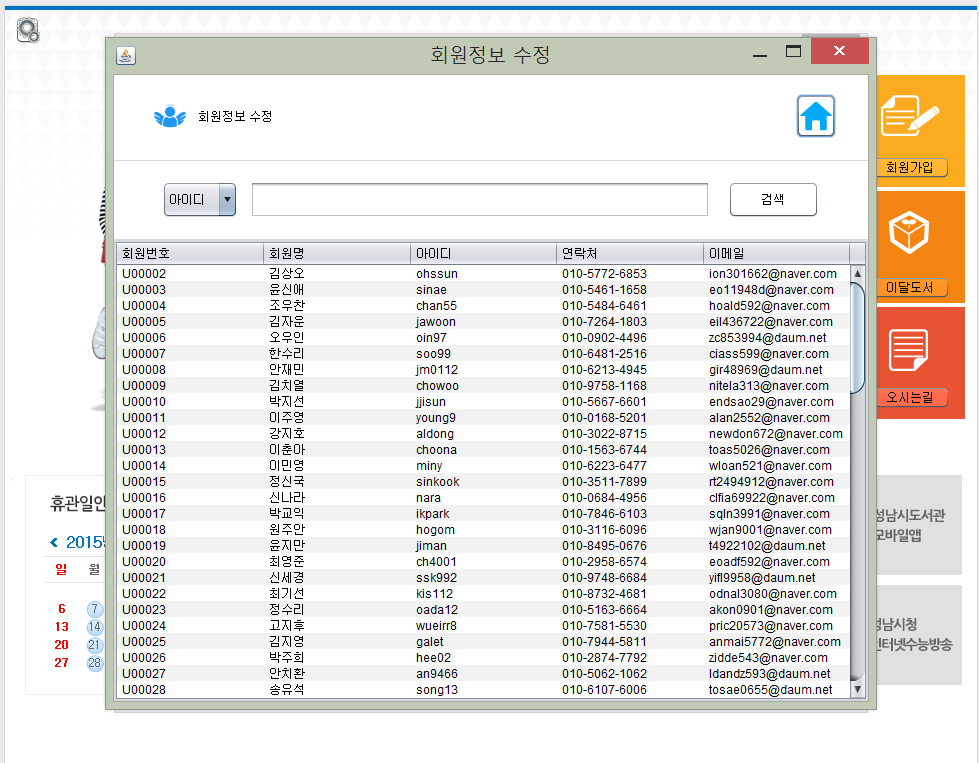 회원정보 수정
회원정보 수정
아이디
검색
회원번호 회원명 아이디 연락처 이메일
U00002 김상오 ohssun 010-5772-6853 ion301662@naver.com
U00003 윤신애 sinae 010-5461-1658 eo11948d@naver.com
U00004 조우찬 chan55 010-5484-6461 hoald592@naver.com
U00005 김자운 jawoon 010-7264-1803 eil436722@naver.com
U00006 오우인 oin97 010-0902-4496 zc853994@daum.net
U00007 한수리 soo99 010-6481-2516 ciass599@naver.com
U00008 안재민 jm0112 010-6213-4945 gir48969@daum.net
U00009 김치열 chowoo 010-9758-1168 nitela313@naver.com
U00010 박지선 jjisun 010-5667-6601 endsao29@naver.com
U00011 이주영 young9 010-0168-5201 alan2552@naver.com
U00012 강지호 aldong 010-3022-8715 newdon672@naver.com
U00013 이춘아 choona 010-1563-6744 toas5026@naver.com
U00014 이민영 miny 010-6223-6477 wloan521@naver.com
U00015 정신국 sinkook 010-3511-7899 rt2494912@naver.com
U00016 신나라 nara 010-0684-4956 clfia69922@naver.com
U00017 박교익 ikpark 010-7846-6103 sqln3991@naver.com
U00018 원주안 hogom 010-3116-6096 wjan9001@naver.com
U00019 윤지만 jiman 010-8495-0676 t4922102@daum.net
U00020 최영준 ch4001 010-2958-6574 eoadf592@naver.com
U00021 신세경 ssk992 010-9748-6684 yifl9958@daum.net
U00022 최기선 kis112 010-8732-4681 odnal3080@naver.com
U00023 정수리 oada12 010-5163-6664 akon0901@naver.com
U00024 고지후 wueirr8 010-7581-5530 pric20573@naver.com
U00025 김지영 galet 010-7944-5811 anmai5772@naver.com
U00026 박주희 hee02 010-2874-7792 zidde543@naver.com
U00027 안치환 an9466 010-5062-1062 ldandz593@daum.net
U00028 송유석 song13 010-6107-6006 tosae0655@daum.net
회원가입
이달도서
오시는길
휴관일안
2015
일 월
6 7
13 14
20 21
27 28
성남시도서관
모바일앱
성남시청
인터넷수능방송